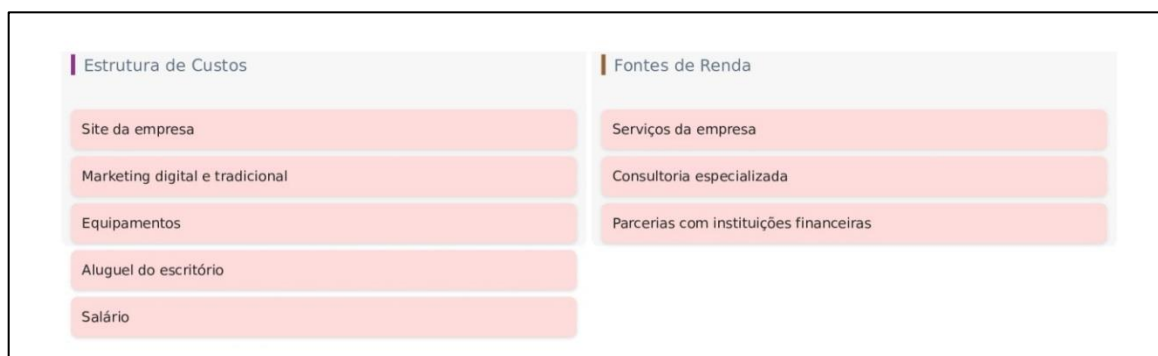 Estrutura de Custos
Site da empresa
Marketing digital e tradicional
Equipamentos
Aluguel do escritório
Salário
Fontes de Renda
Serviços da empresa
Consultoria especializada
Parcerias com instituições financeiras